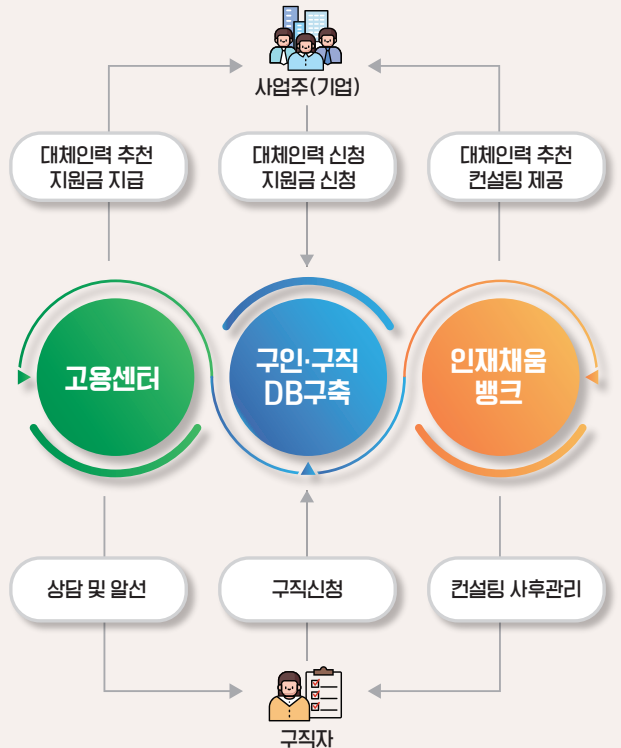 사업주(기업)
대체인력 추천
지원금 지급
대체인력 신청
지원금 신청
대체인력 추천
컨설팅 제공
고용센터
구인·구직
DB구축
인재채움
뱅크
상담 및 알선
구직신청
컨설팅 사후관리
구직자